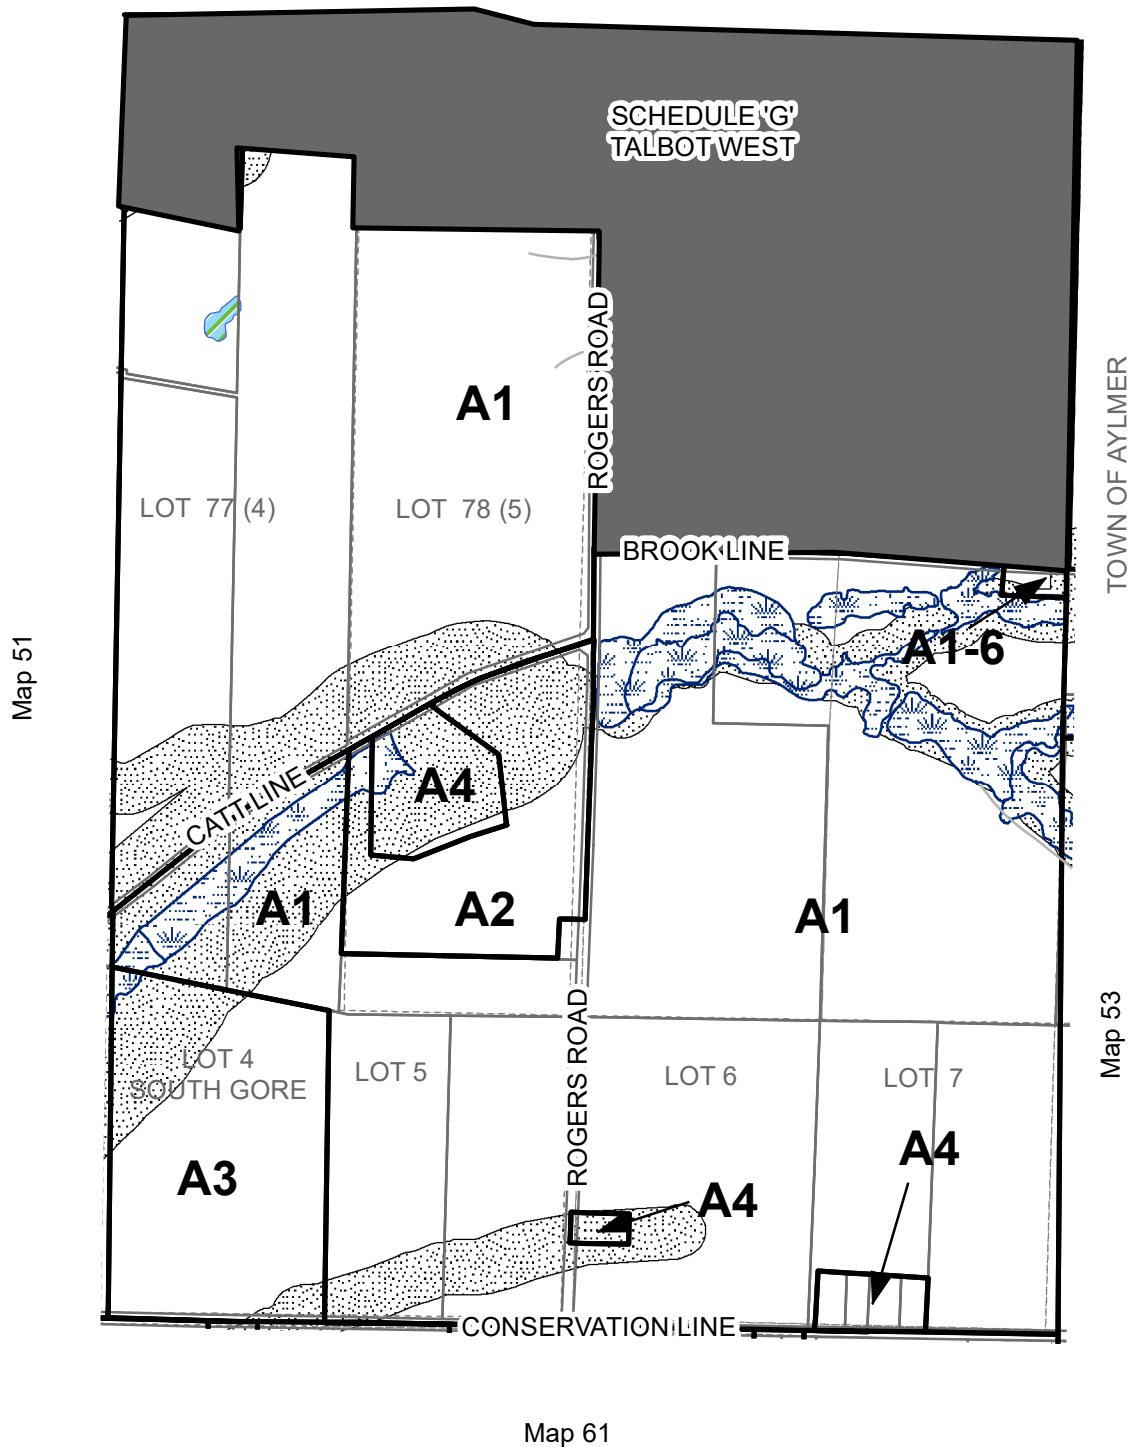 SCHEDULE 'G'
TALBOT WEST
ROGERS ROAD
A1
TOWN OF AYLMER
LOT 77 (4)
LOT 78 (5)
BROOK LINE
Map 51
A1-6
CATT LINE
A4
A1
A2
A1
ROGERS ROAD
Map 53
LOT 4
SOUTH GORE
LOT 5
LOT 6
LOT 7
A3
A4
A4
CONSERVATION LINE
Map 61